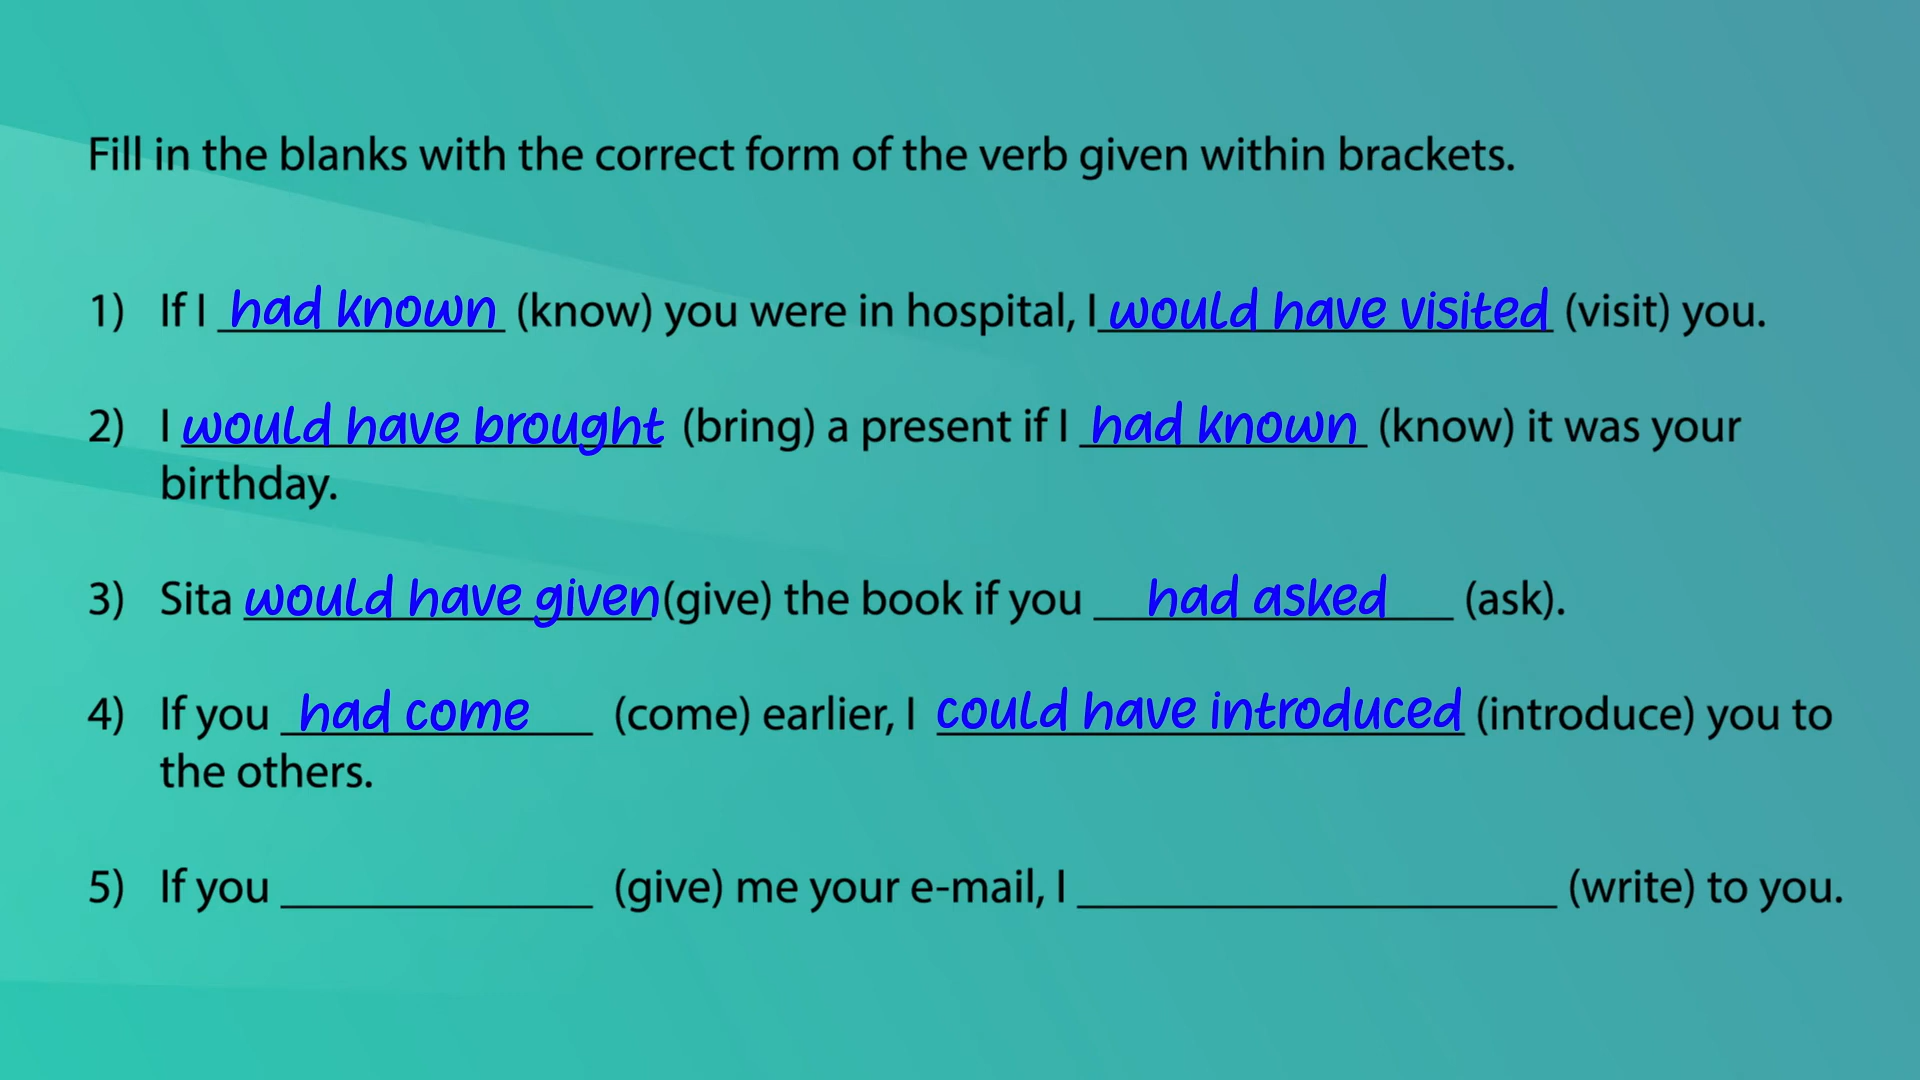 Fill in the blanks with the correct form of the verb given within brackets.
1) If I had known (know) you were in hospital, I would have visited (visit) you.
2) I would have brought (bring) a present if I had known (know) it was your
birthday.
3) Sita would have given (give) the book if you had asked (ask).
4) If you had come (come) earlier, I could have introduced (introduce) you to
the others.
5) If you ____________ (give) me your e-mail, I ____________________ (write) to you.